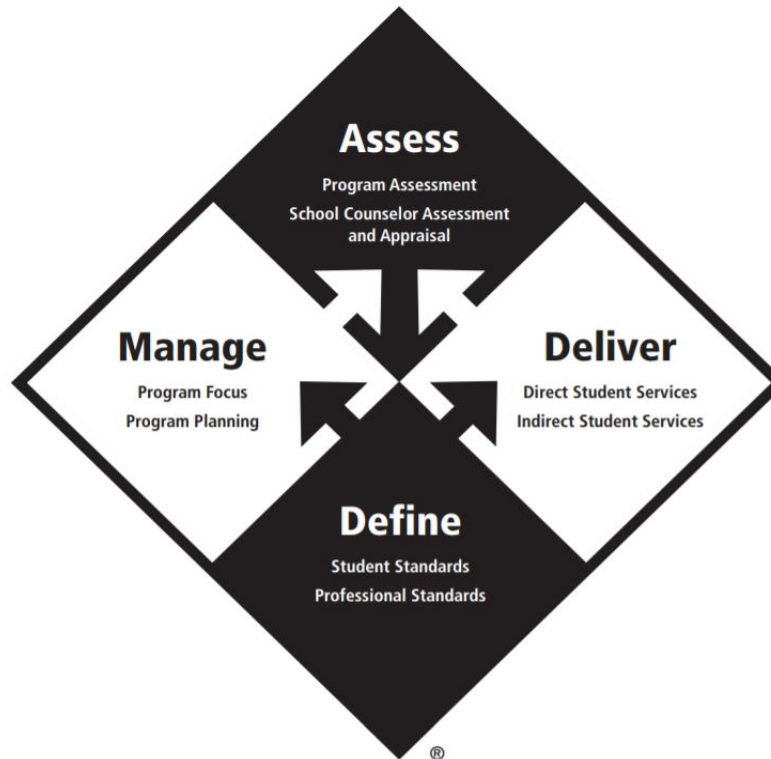 Assess
Program Assessment
School Counselor Assessment
and Appraisal
Manage
Program Focus
Program Planning
Deliver
Direct Student Services
Indirect Student Services
Define
Student Standards
Professional Standards
®